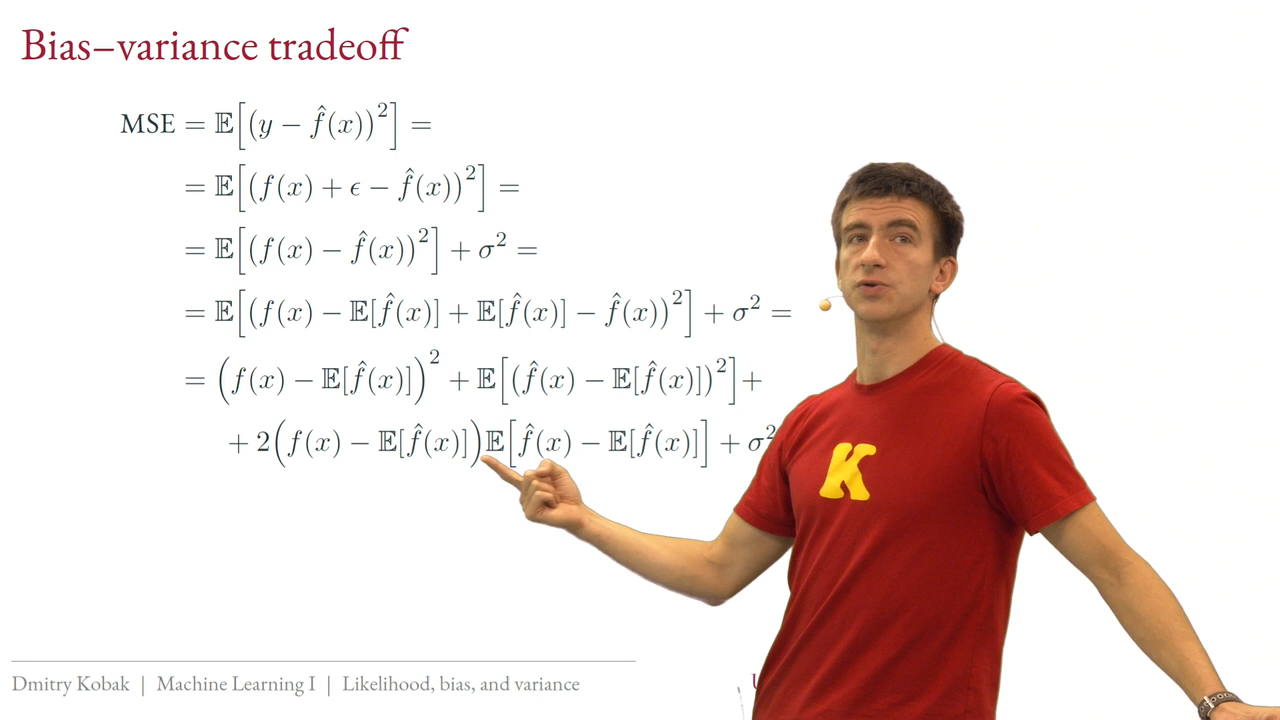 Bias–variance tradeoff
MSE = 𝔼[(y − f̂(x))²] =
= 𝔼[(f(x) + ϵ − f̂(x))²] =
= 𝔼[(f(x) − f̂(x))²] + σ² =
= 𝔼[(f(x) − 𝔼[f̂(x)] + 𝔼[f̂(x)] − f̂(x))²] + σ² =
= (f(x) − 𝔼[f̂(x)])² + 𝔼[(f̂(x) − 𝔼[f̂(x)])²]+
+ 2(f(x) − 𝔼[f̂(x)])𝔼[f̂(x) − 𝔼[f̂(x)]] + σ²
K
Dmitry Kobak | Machine Learning I | Likelihood, bias, and variance